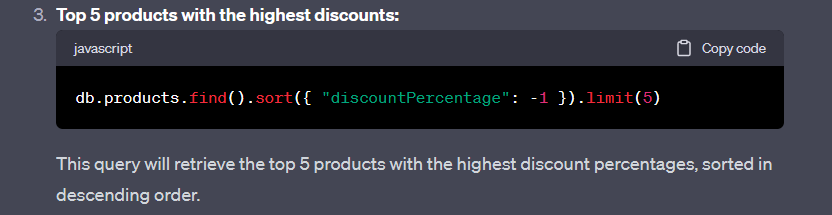 3. Top 5 products with the highest discounts:
javascript
Copy code
db.products.find().sort({ "discountPercentage": -1 }).limit(5)
This query will retrieve the top 5 products with the highest discount percentages, sorted in
descending order.